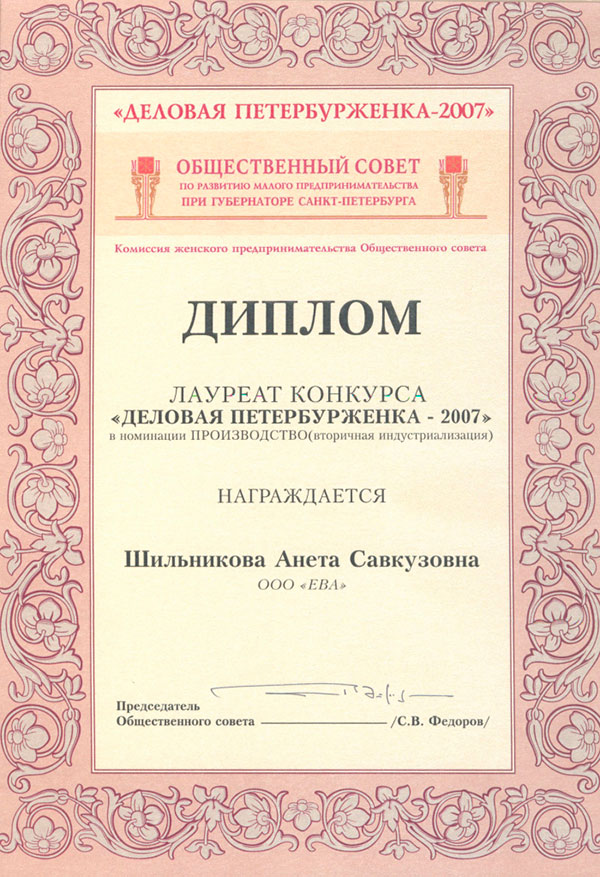 «ДЕЛОВАЯ ПЕТЕРБУРЖЕНКА-2007»
ОБЩЕСТВЕННЫЙ СОВЕТ
ПО РАЗВИТИЮ МАЛОГО ПРЕДПРИНИМАТЕЛЬСТВА
ПРИ ГУБЕРНАТОРЕ САНКТ-ПЕТЕРБУРГА
Комиссия женского предпринимательства Общественного совета
ДИПЛОМ
ЛАУРЕАТ КОНКУРСА
«ДЕЛОВАЯ ПЕТЕРБУРЖЕНКА - 2007»
в номинации ПРОИЗВОДСТВО(вторичная индустриализация)
НАГРАЖДАЕТСЯ
Шильникова Анета Савкузовна
ООО «ЕВА»
Председатель
Общественного совета /С.В. Федоров/